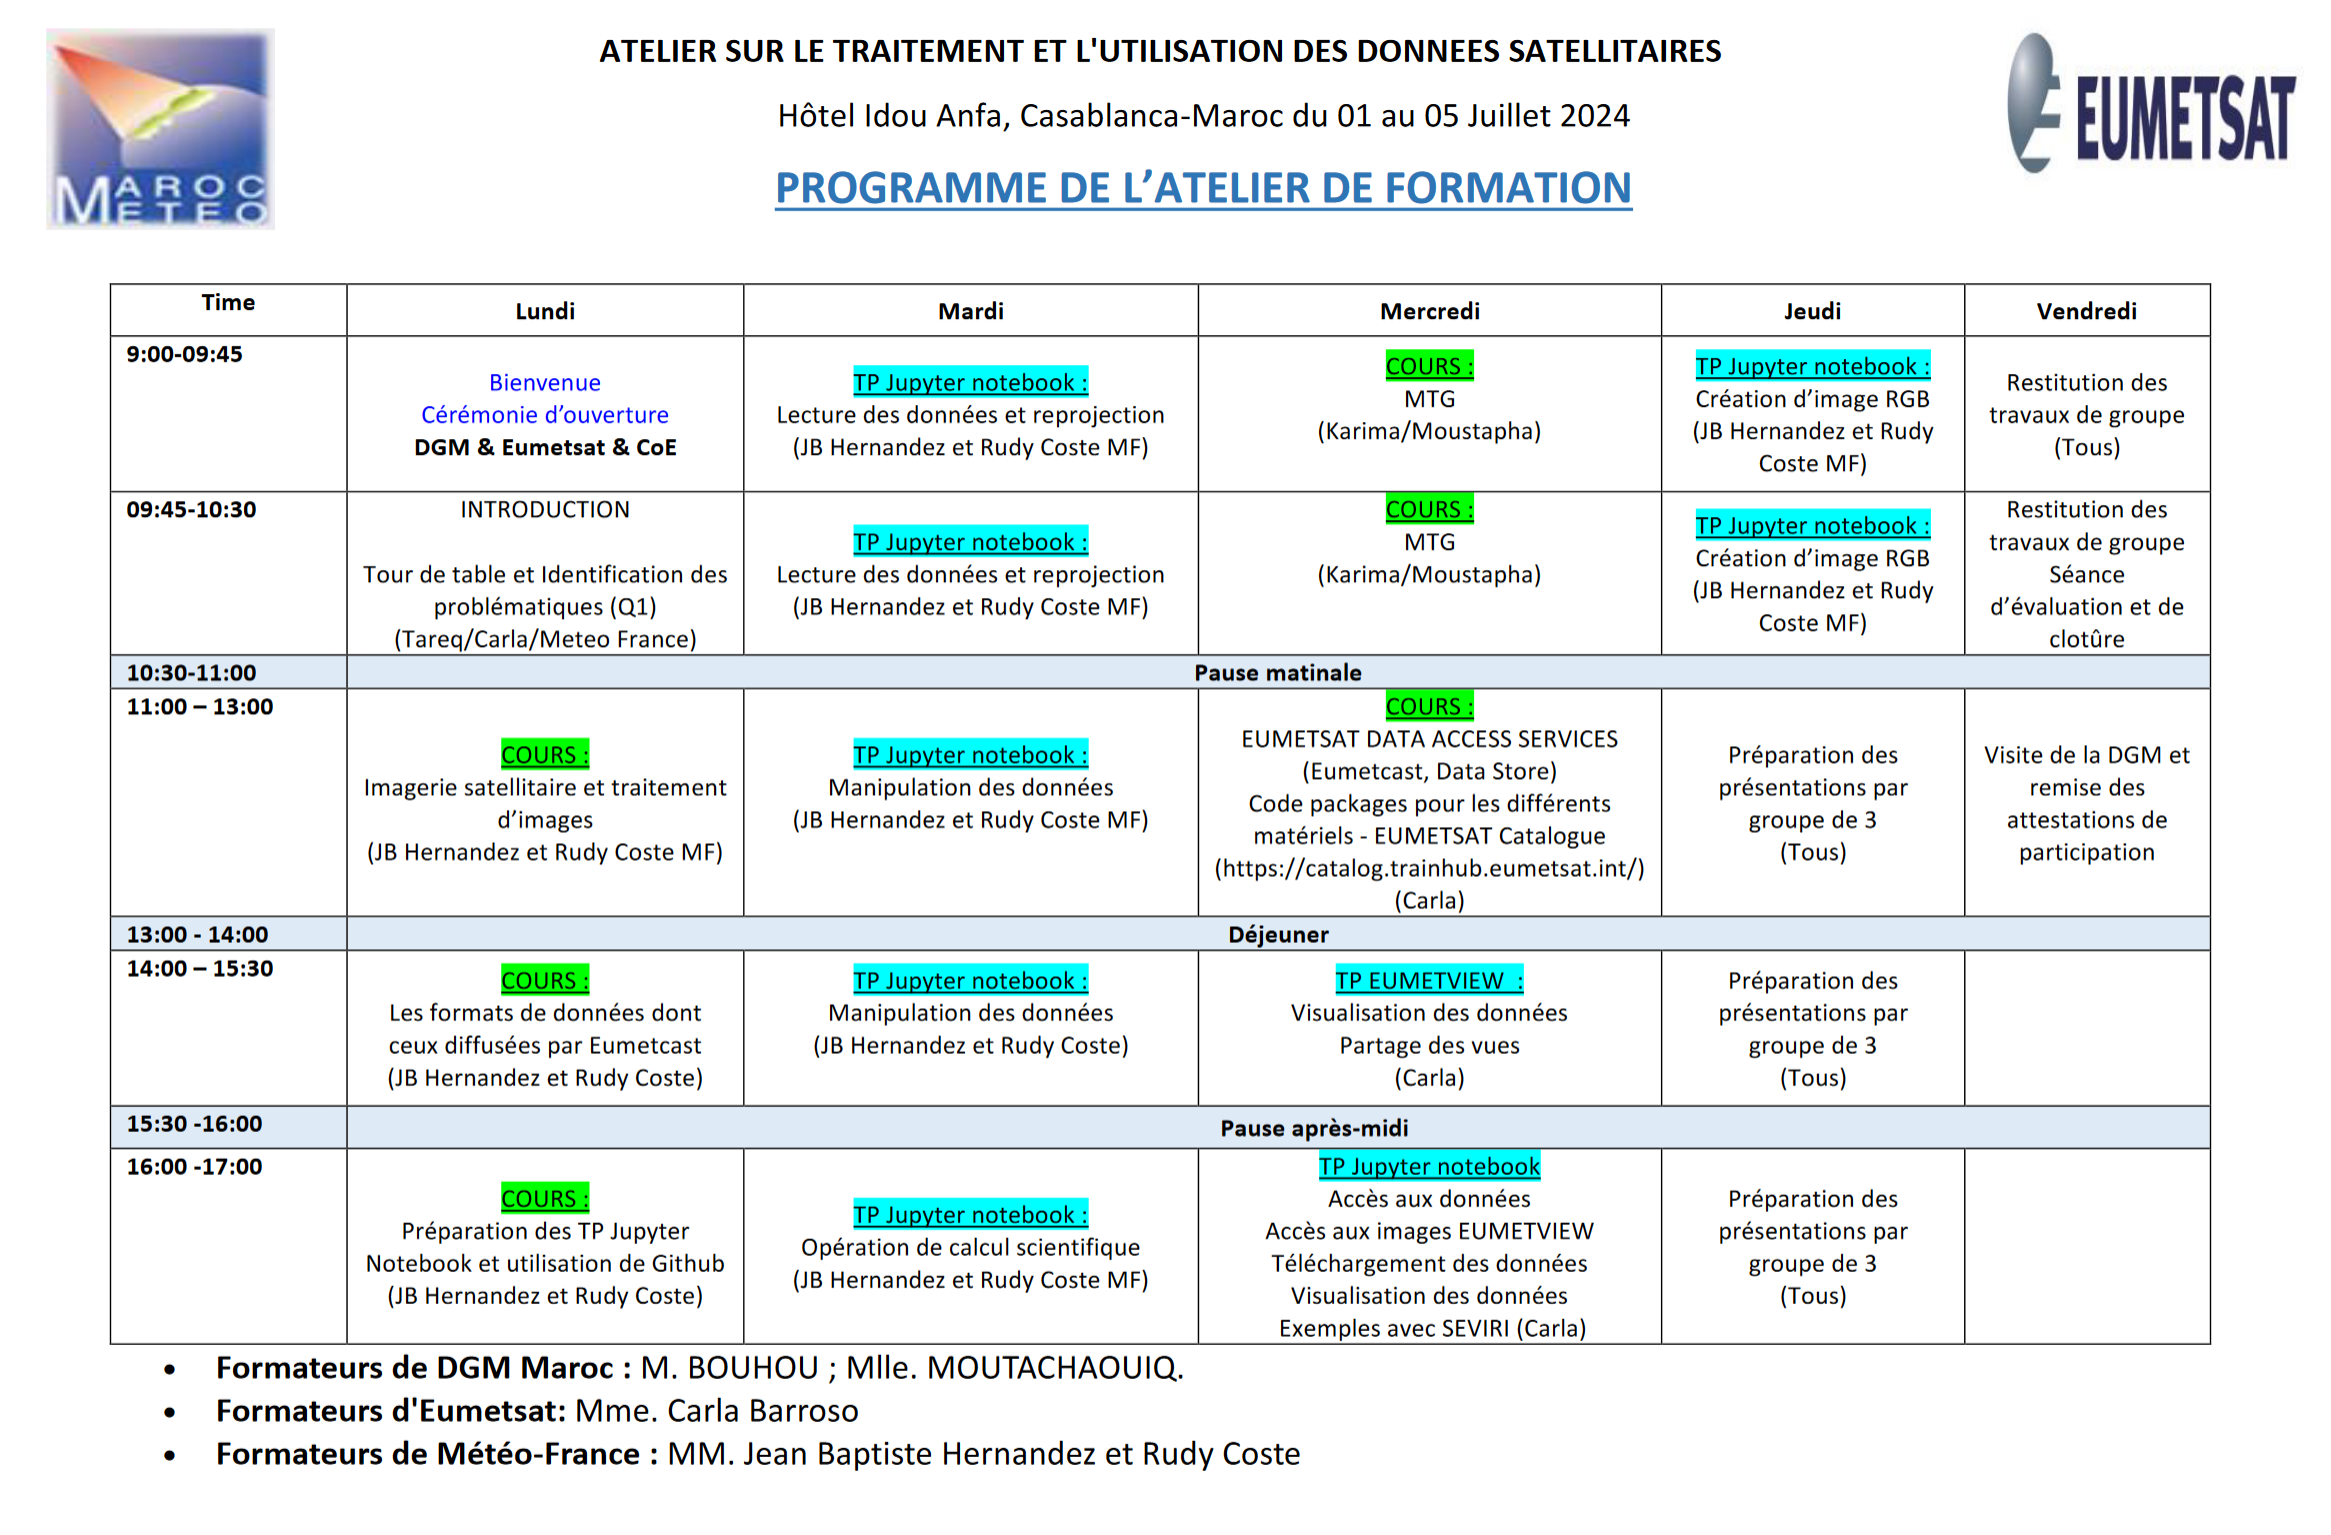 MAROC
METEO
ATELIER SUR LE TRAITEMENT ET L'UTILISATION DES DONNEES SATELLITAIRES
Hôtel Idou Anfa, Casablanca-Maroc du 01 au 05 Juillet 2024
PROGRAMME DE L’ATELIER DE FORMATION
EUMETSAT
Time
Lundi
Mardi
Mercredi
Jeudi
Vendredi
9:00-09:45
Bienvenue
Cérémonie d’ouverture
DGM & Eumetsat & CoE
TP Jupyter notebook :
Lecture des données et reprojection
(JB Hernandez et Rudy Coste MF)
COURS :
MTG
(Karima/Moustapha)
TP Jupyter notebook :
Création d’image RGB
(JB Hernandez et Rudy
Coste MF)
Restitution des
travaux de groupe
(Tous)
09:45-10:30
INTRODUCTION
Tour de table et Identification des
problématiques (Q1)
(Tareq/Carla/Meteo France)
TP Jupyter notebook :
Lecture des données et reprojection
(JB Hernandez et Rudy Coste MF)
COURS :
MTG
(Karima/Moustapha)
TP Jupyter notebook :
Création d’image RGB
(JB Hernandez et Rudy
Coste MF)
Restitution des
travaux de groupe
Séance
d’évaluation et de
clotûre
10:30-11:00
Pause matinale
11:00 – 13:00
COURS :
Imagerie satellitaire et traitement
d’images
(JB Hernandez et Rudy Coste MF)
TP Jupyter notebook :
Manipulation des données
(JB Hernandez et Rudy Coste MF)
COURS :
EUMETSAT DATA ACCESS SERVICES
(Eumetcast, Data Store)
Code packages pour les différents
matériels - EUMETSAT Catalogue
(https://catalog.trainhub.eumetsat.int/)
(Carla)
Préparation des
présentations par
groupe de 3
(Tous)
Visite de la DGM et
remise des
attestations de
participation
13:00 - 14:00
Déjeuner
14:00 – 15:30
COURS :
Les formats de données dont
ceux diffusées par Eumetcast
(JB Hernandez et Rudy Coste)
TP Jupyter notebook :
Manipulation des données
(JB Hernandez et Rudy Coste)
TP EUMETVIEW :
Visualisation des données
Partage des vues
(Carla)
Préparation des
présentations par
groupe de 3
(Tous)
15:30 -16:00
Pause après-midi
16:00 -17:00
COURS :
Préparation des TP Jupyter
Notebook et utilisation de Github
(JB Hernandez et Rudy Coste)
TP Jupyter notebook :
Opération de calcul scientifique
(JB Hernandez et Rudy Coste MF)
TP Jupyter notebook
Accès aux données
Accès aux images EUMETVIEW
Téléchargement des données
Visualisation des données
Exemples avec SEVIRI (Carla)
Préparation des
présentations par
groupe de 3
(Tous)
• Formateurs de DGM Maroc : M. BOUHOU ; Mlle. MOUTACHAOUIQ.
• Formateurs d'Eumetsat: Mme. Carla Barroso
• Formateurs de Météo-France : MM. Jean Baptiste Hernandez et Rudy Coste